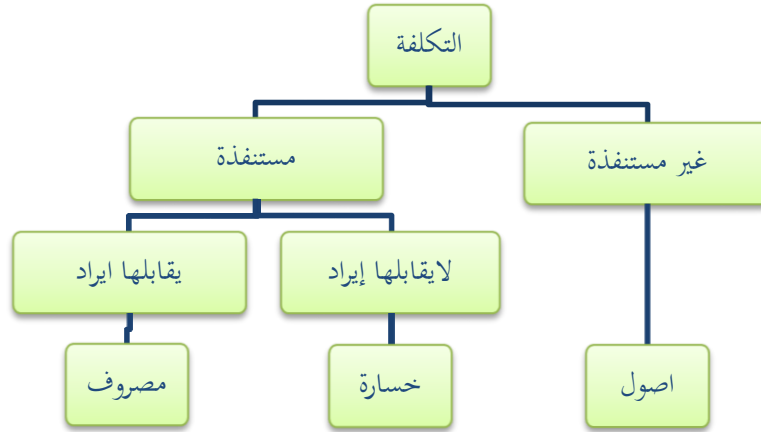 التكلفة
غير مستنفذة
مستنفذة
لايقابلها إيراد
يقابلها ايراد
اصول
خسارة
مصروف